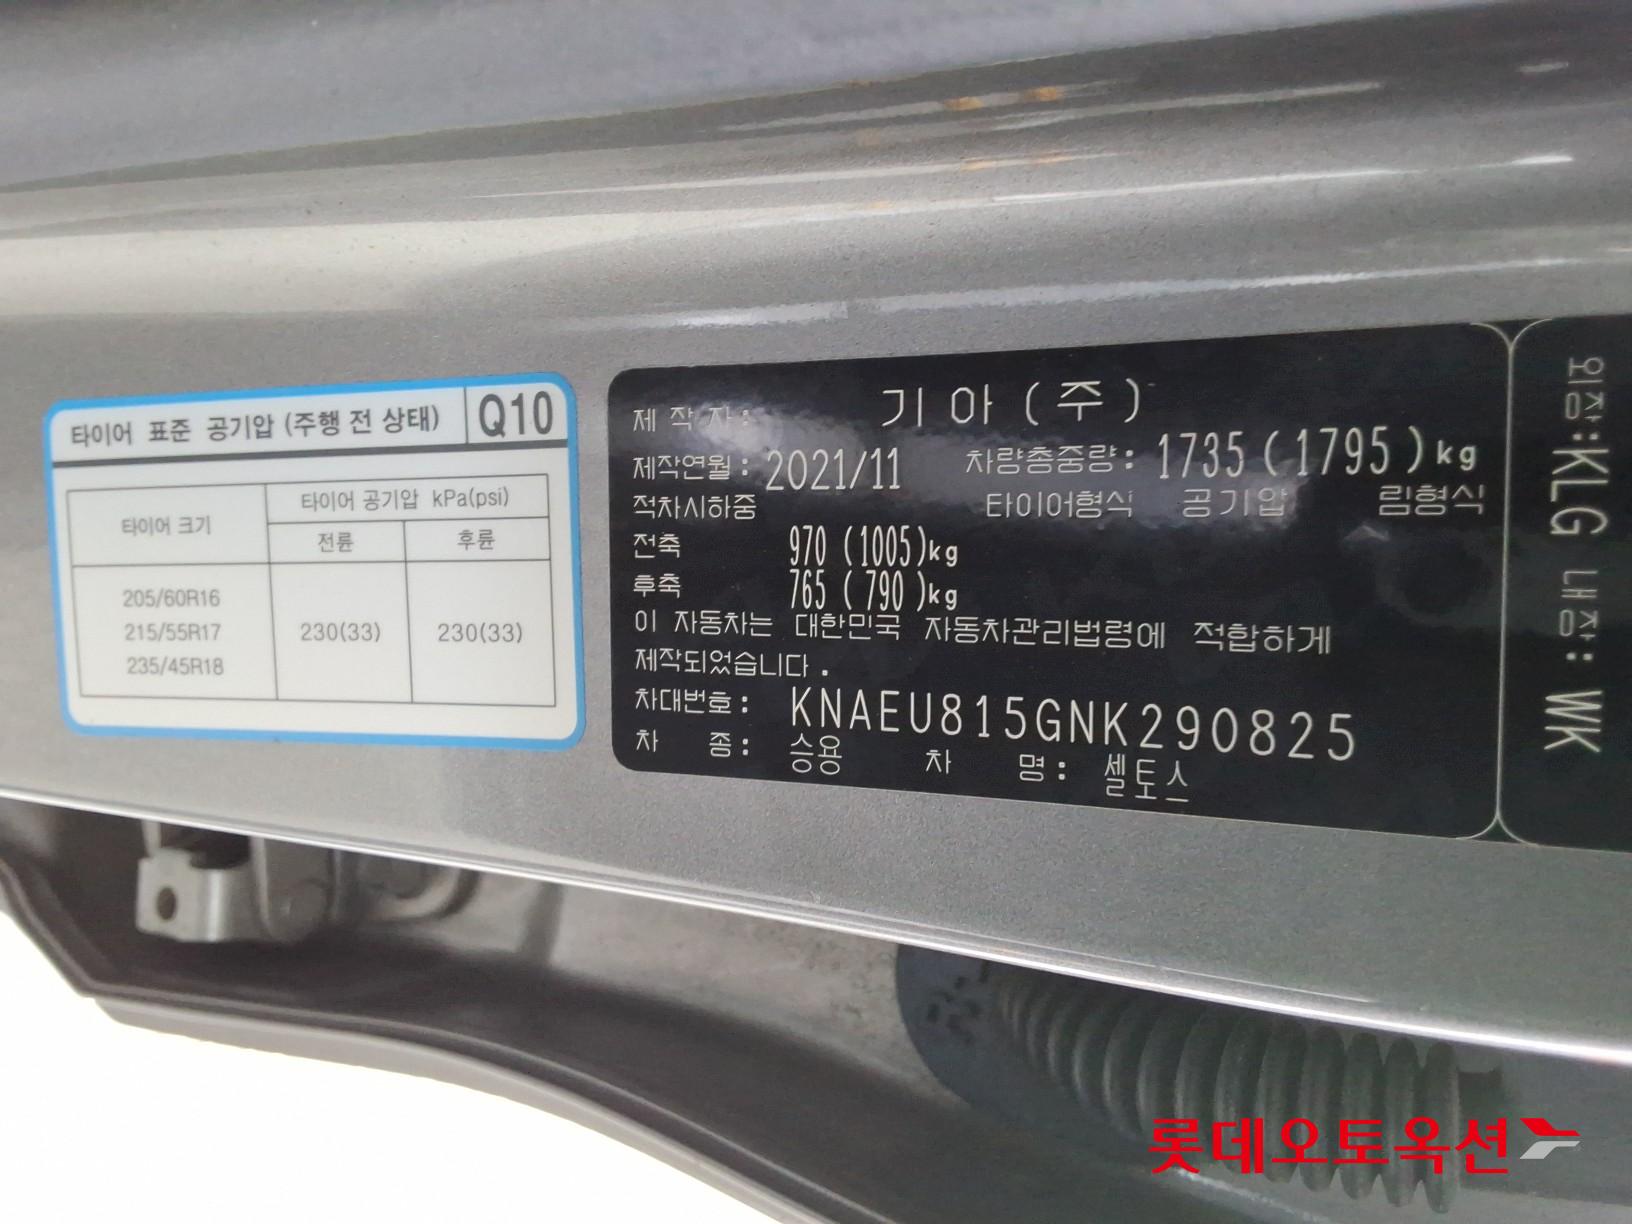 타이어 표준 공기압 (주행 전 상태) Q10
타이어 크기
타이어 공기압 kPa(psi)
전륜 후륜
205/60R16
215/55R17
235/45R18
230(33) 230(33)
제 작 자: 기아(주)
제작연월: 2021/11 차량총중량: 1735(1795)kg
적차시하중 타이어형식 공기압 림형식
전축 970 (1005)kg
후축 765 ( 790 )kg
이 자동차는 대한민국 자동차관리법령에 적합하게
제작되었습니다.
차대번호: KNAEU815GNK290825
차 종: 승용 차 명: 셀토스
외장:KLG 내장: WK
롯데오토옥션